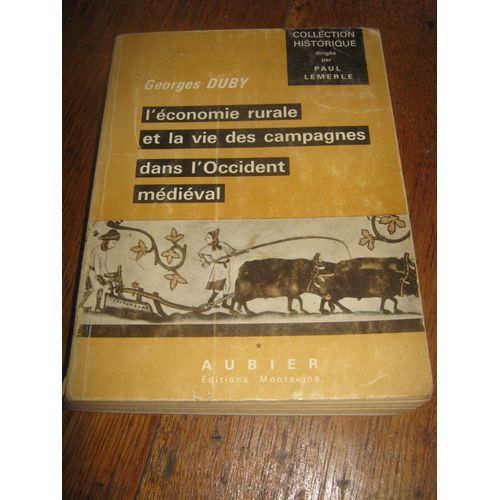 COLLECTION
HISTORIQUE
dirigée
par
PAUL
LEMERLE
Georges DUBY
l'économie rurale
et la vie des campagnes
dans l'Occident
médiéval
*
AUBIER
Éditions Montaigne